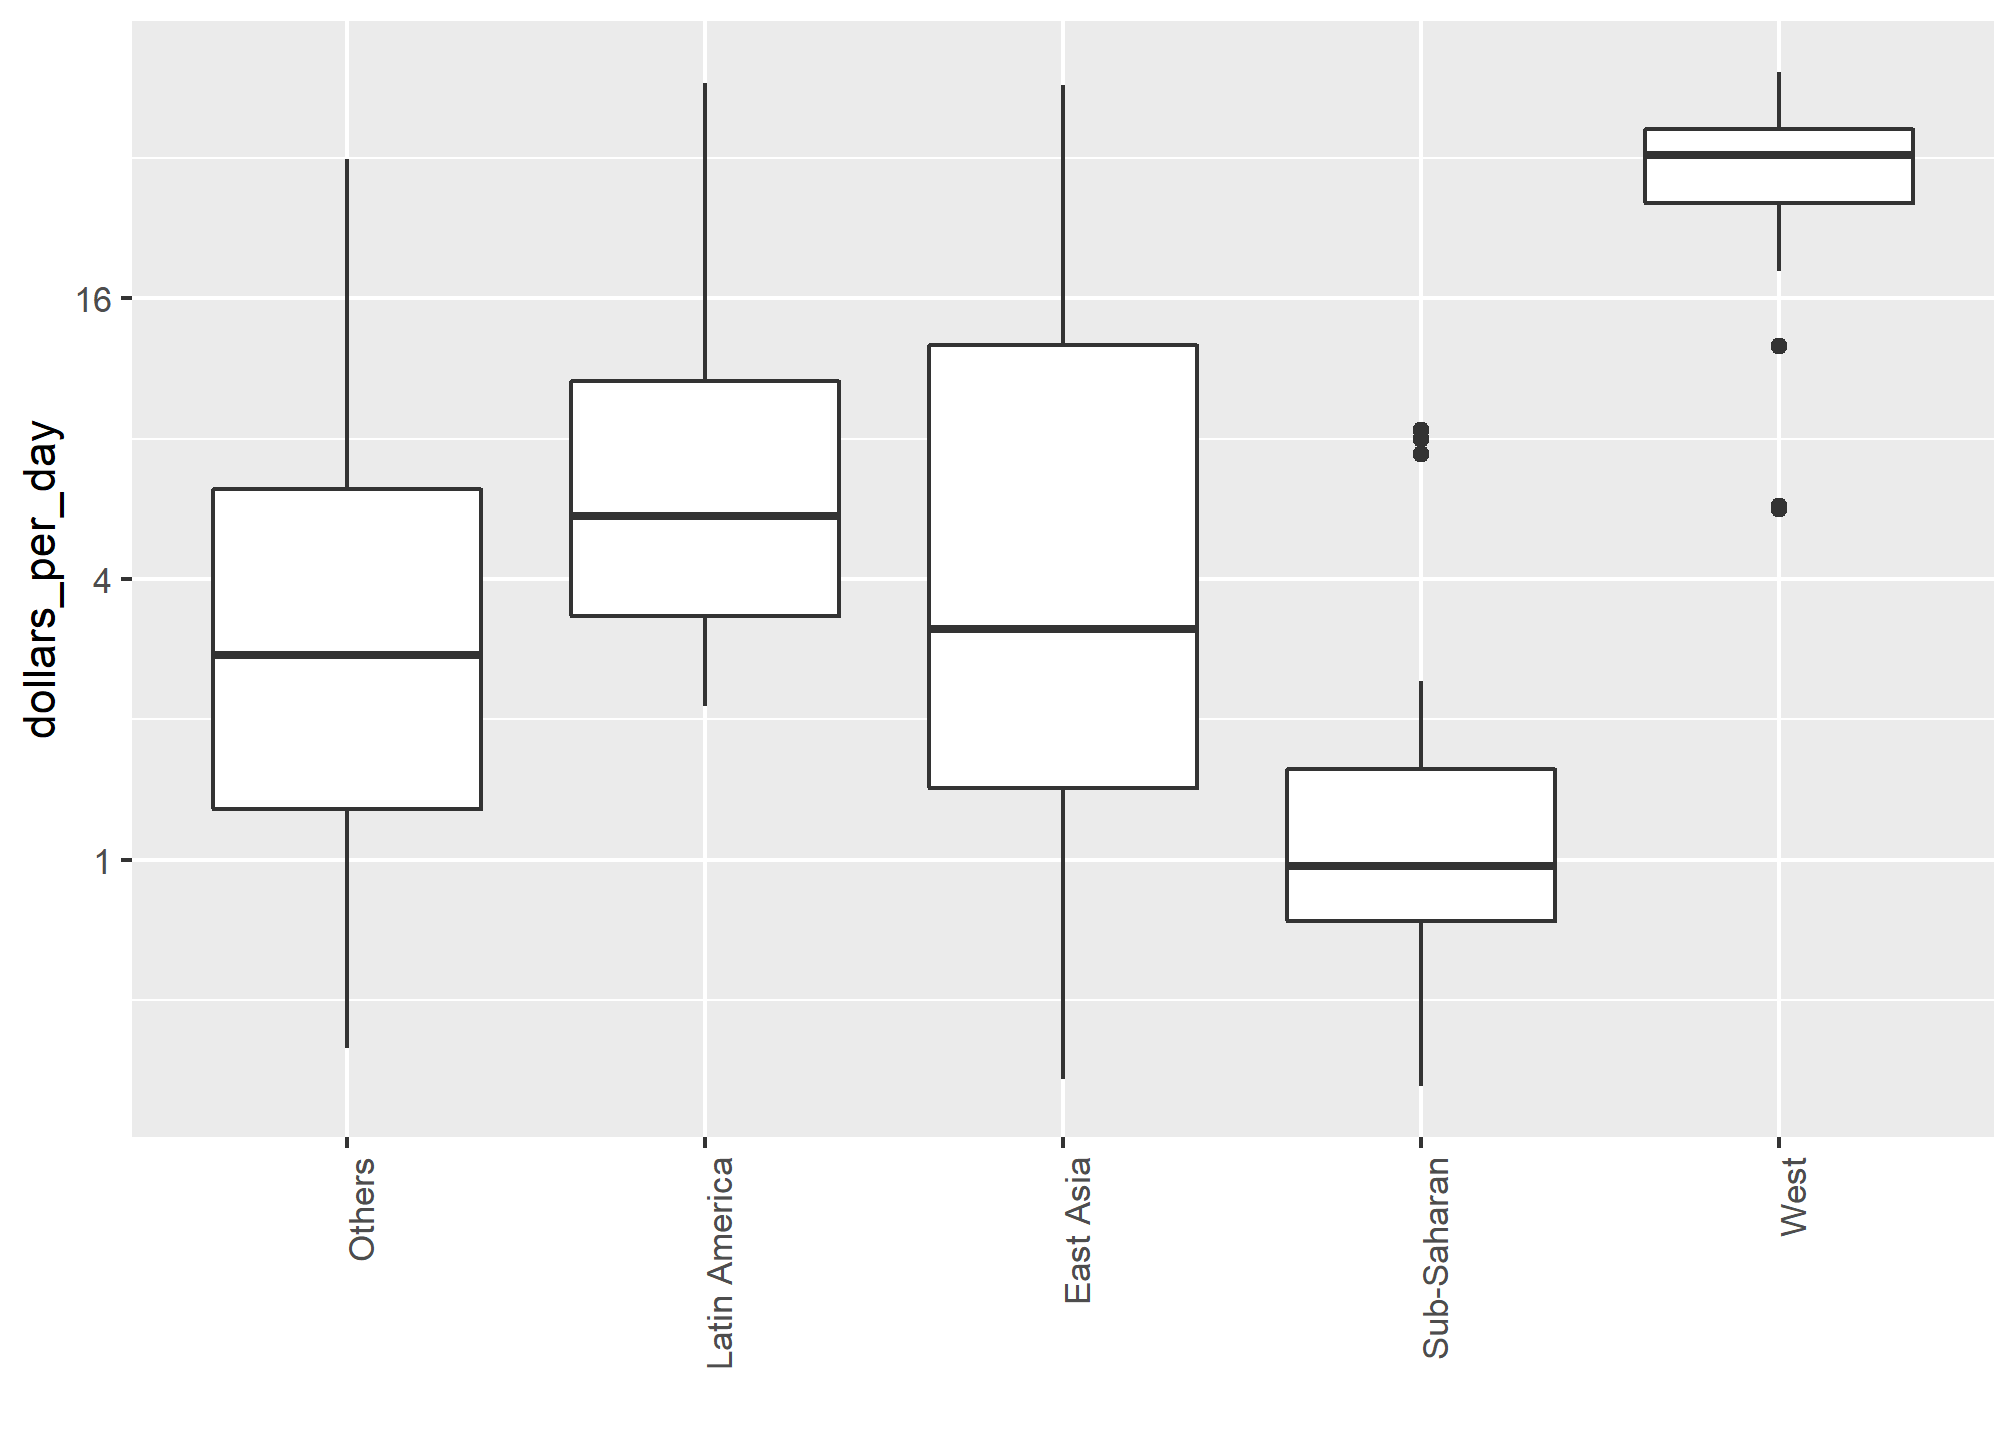 dollars_per_day
16
4
1
Others
Latin America
East Asia
Sub-Saharan
West